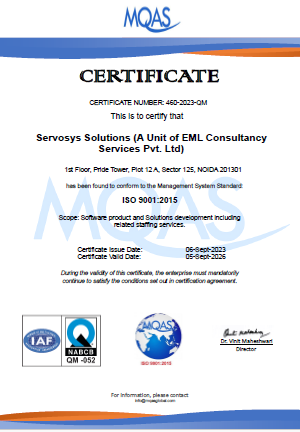 MQAS
CERTIFICATE
CERTIFICATE NUMBER: 460-2023-QM
This is to certify that
Servosys Solutions (A Unit of EML Consultancy
Services Pvt. Ltd)
1st Floor, Pride Tower, Plot 12 A, Sector 125, NOIDA 201301
has been found to conform to the Management System Standard:
ISO 9001:2015
MQAS
Scope: Software product and Solutions development including
related staffing services.
Certificate Issue Date: 06-Sept-2023
Certificate Valid Date: 05-Sept-2026
During the validity of this certificate, the enterprise must mandatorily
continue to satisfy the conditions set out in certification agreement.
IAF
NABCB
QM -052
MQAS
ISO 9001:2015
Dr. Vinit Maheshwari
Director
For Information, please contact
info@mqasglobal.com